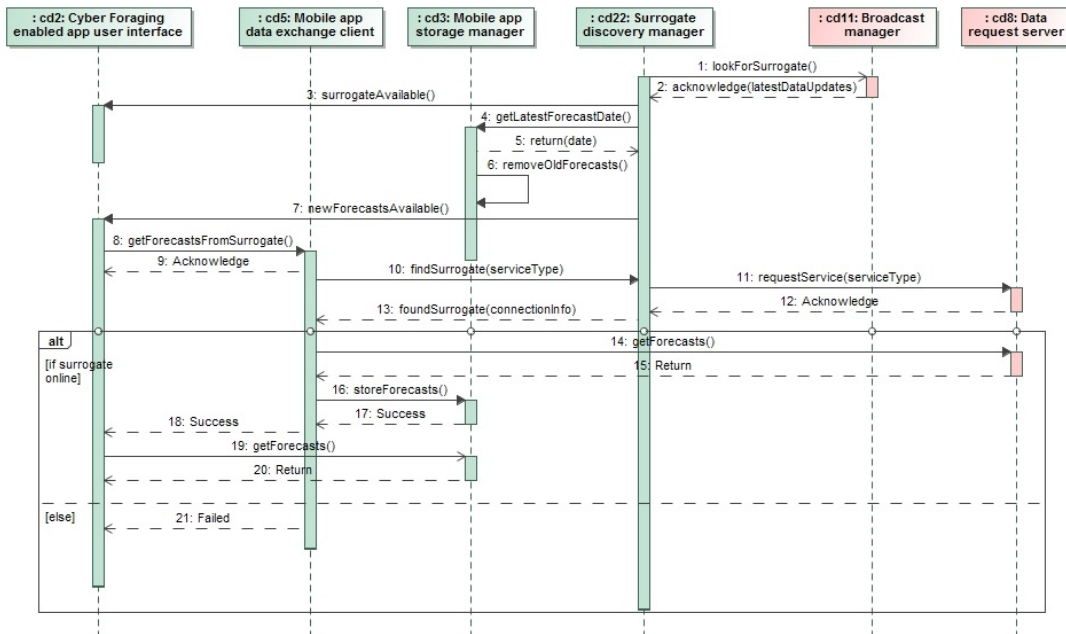 : cd2: Cyber Foraging
enabled app user interface
: cd5: Mobile app
data exchange client
: cd3: Mobile app
storage manager
: cd22: Surrogate
discovery manager
: cd11: Broadcast
manager
: cd8: Data
request server
1: lookForSurrogate()
2: acknowledge(latestDataUpdates)
3: surrogateAvailable()
4: getLatestForecastDate()
5: return(date)
6: removeOldForecasts()
7: newForecastsAvailable()
8: getForecastsFromSurrogate()
9: Acknowledge
10: findSurrogate(serviceType)
11: requestService(serviceType)
12: Acknowledge
13: foundSurrogate(connectionInfo)
alt
14: getForecasts()
[if surrogate
online]
15: Return
16: storeForecasts()
17: Success
18: Success
19: getForecasts()
20: Return
[else]
21: Failed